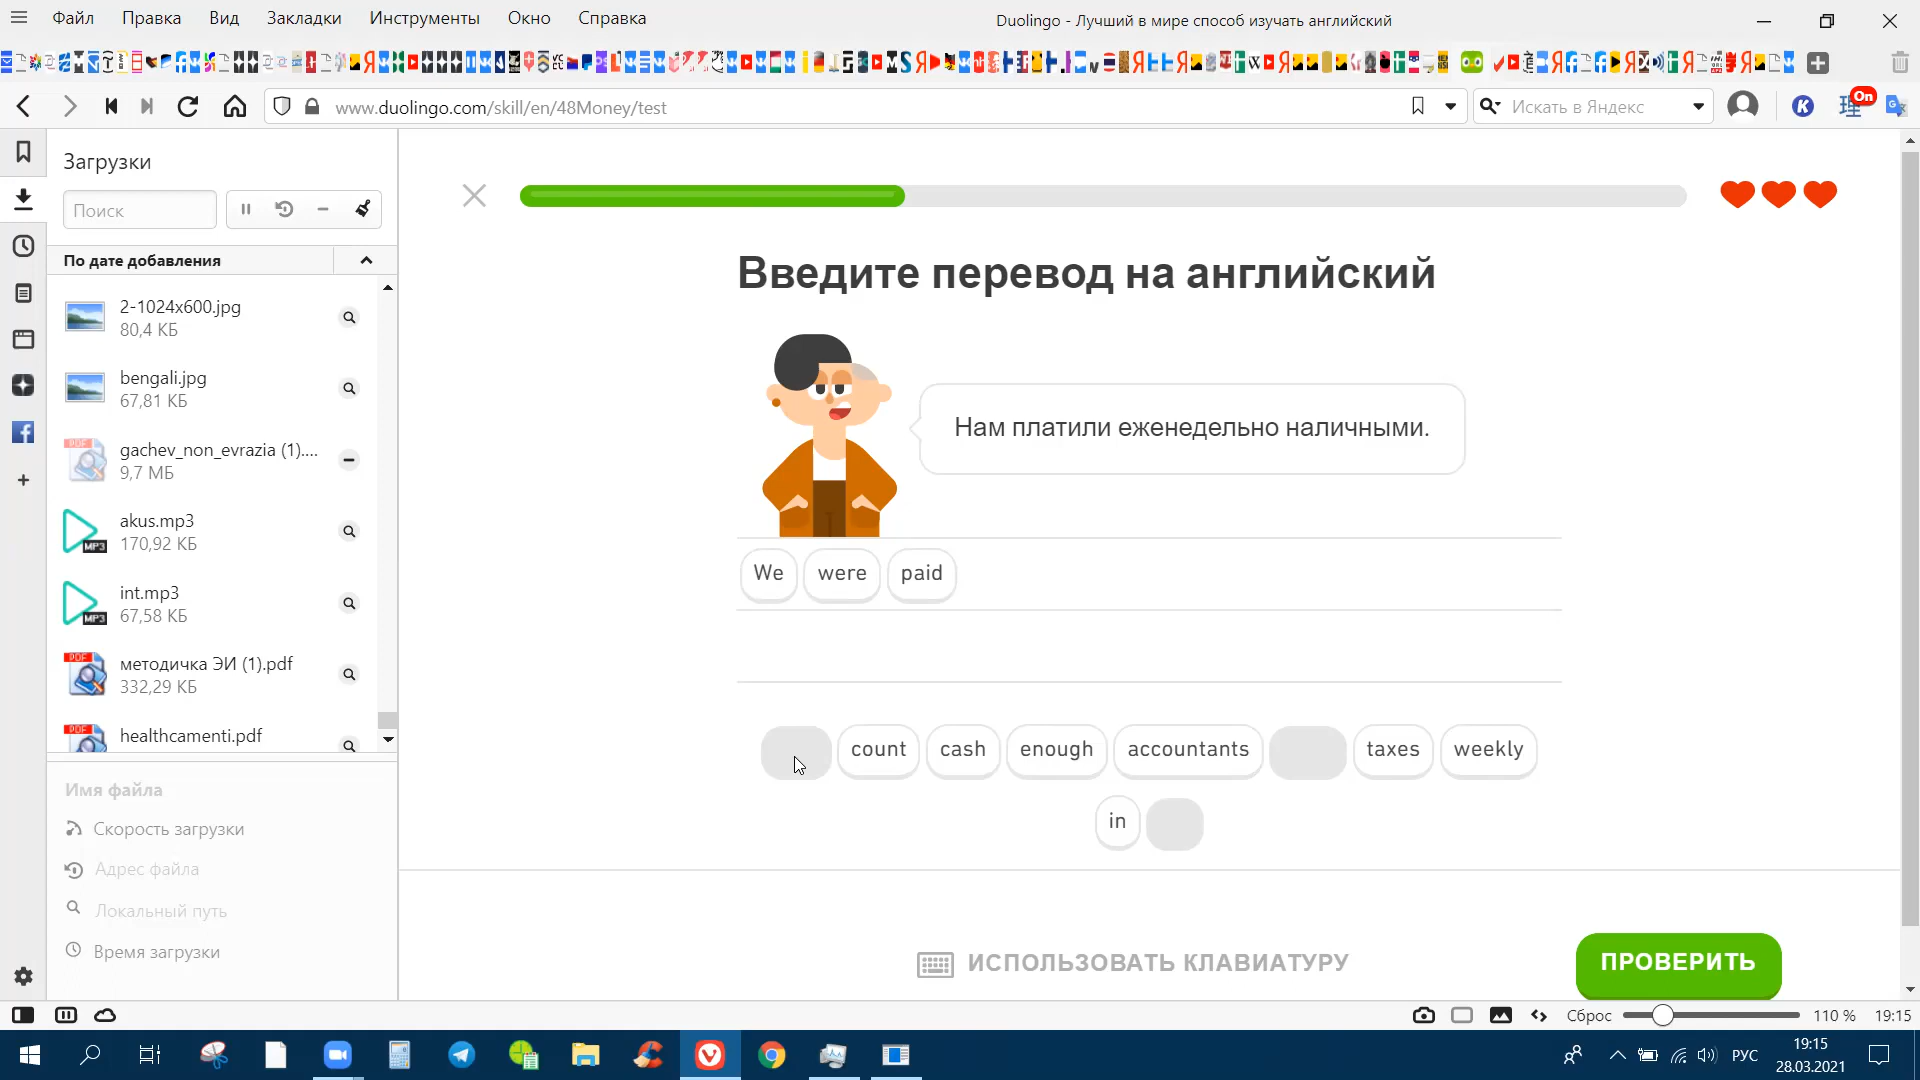 Файл Правка Вид Закладки Инструменты Окно Справка
Duolingo - Лучший в мире способ изучать английский
www.duolingo.com/skill/en/48Money/test
Искать в Яндекс
On
Загрузки
Поиск
По дате добавления
2-1024x600.jpg
80,4 КБ
bengali.jpg
67,81 КБ
gachev_non_evrazia (1)....
9,7 МБ
akus.mp3
170,92 КБ
int.mp3
67,58 КБ
методичка ЭИ (1).pdf
332,29 КБ
healthcamenti.pdf
Имя файла
Скорость загрузки
Адрес файла
Локальный путь
Время загрузки
Введите перевод на английский
Нам платили еженедельно наличными.
We were paid
count cash enough accountants taxes weekly
in
ИСПОЛЬЗОВАТЬ КЛАВИАТУРУ
ПРОВЕРИТЬ
Сброс 110 % 19:15
РУС
19:15
28.03.2021